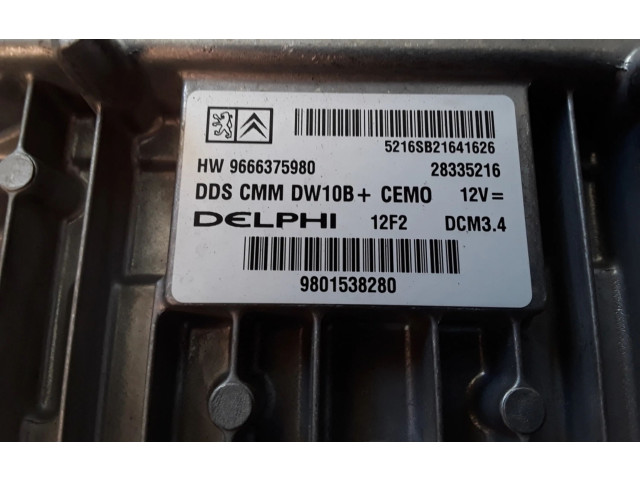 5216SB21641626
HW 9666375980 28335216
DDS CMM DW10B+ CEMO 12V=
DELPHI 12F2 DCM3.4
9801538280